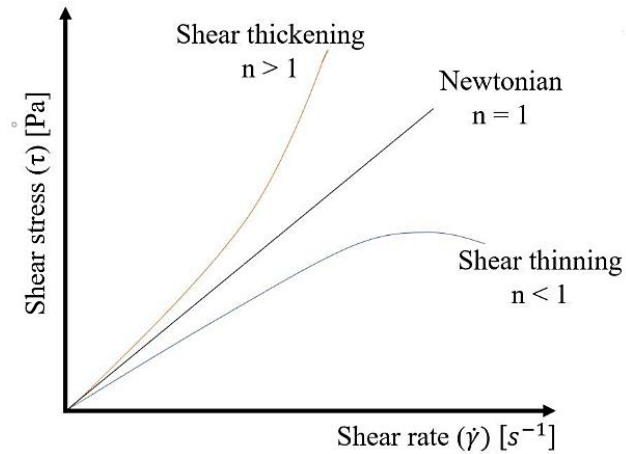 Shear thickening
n > 1
Newtonian
n = 1
Shear thinning
n < 1
Shear stress (τ) [Pa]
Shear rate (γ̇) [s⁻¹]